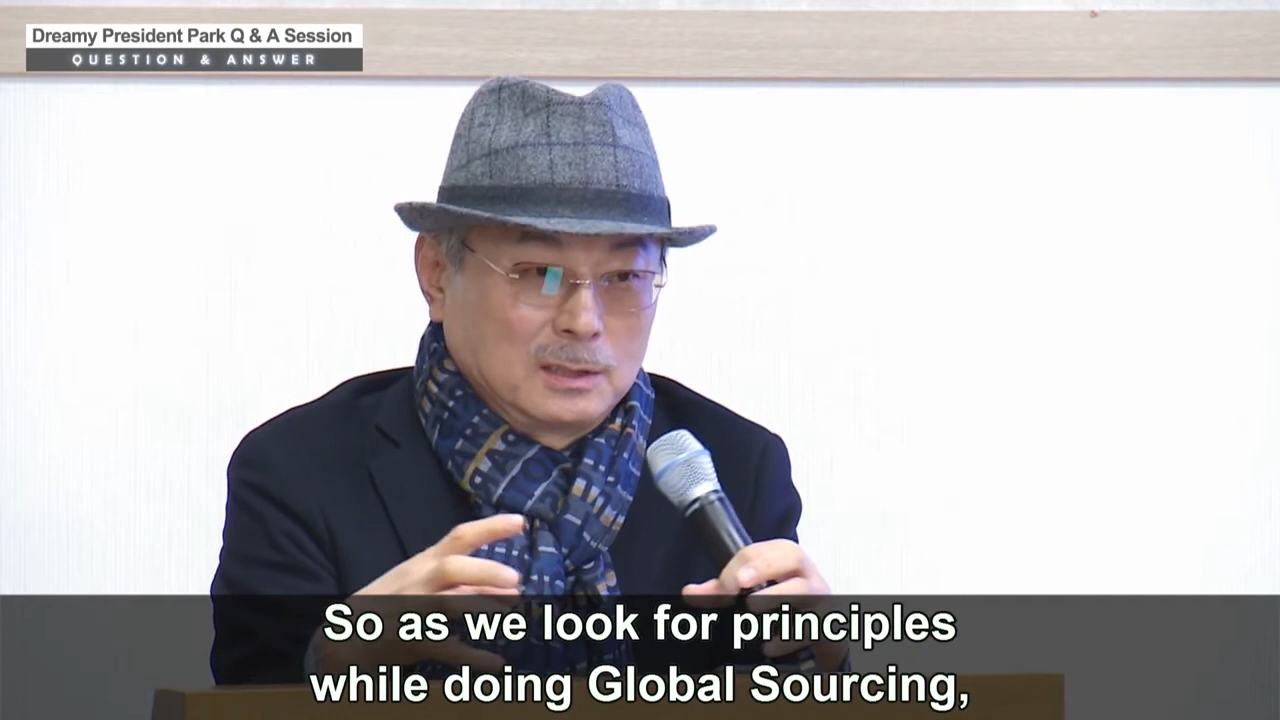 Dreamy President Park Q & A Session
QUESTION & ANSWER
So as we look for principles
while doing Global Sourcing,